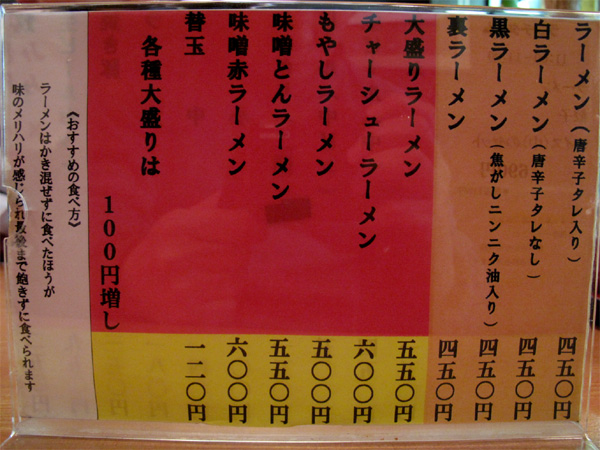 ラーメン（唐辛子タレ入り） 四五〇円
白ラーメン（唐辛子タレなし） 四五〇円
黒ラーメン（焦がしニンニク油入り） 四五〇円
裏ラーメン 四五〇円
大盛りラーメン 五五〇円
チャーシューラーメン 六〇〇円
もやしラーメン 五〇〇円
味噌とんラーメン 五五〇円
味噌赤ラーメン 六〇〇円
替玉 一二〇円
各種大盛りは
100円増し
《おすすめの食べ方》
ラーメンはかき混ぜずに食べたほうが
味のメリハリが感じられ最後まで飽きずに食べられます